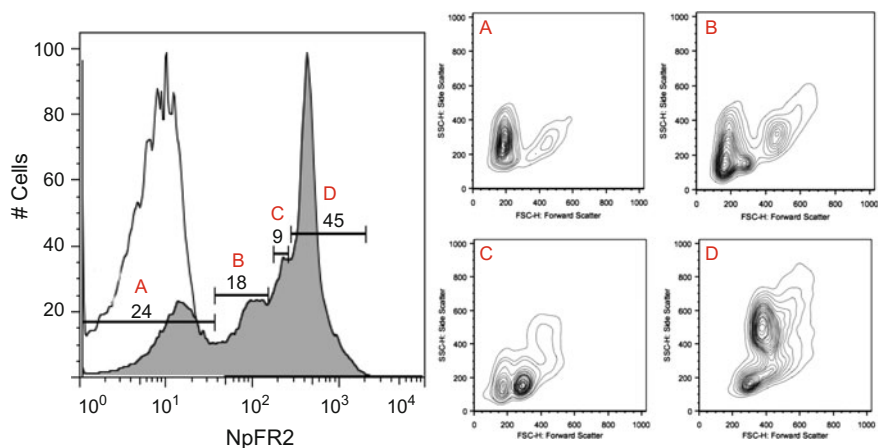 # Cells
100
80
60
40
20
A
24
B
18
C
9
D
45
10⁰
10¹
10²
10³
10⁴
NpFR2
A
SSC-H: Side Scatter
1000
800
600
400
200
0
0 200 400 600 800 1000
FSC-H: Forward Scatter
B
SSC-H: Side Scatter
1000
800
600
400
200
0
0 200 400 600 800 1000
FSC-H: Forward Scatter
C
SSC-H: Side Scatter
1000
800
600
400
200
0
0 200 400 600 800 1000
FSC-H: Forward Scatter
D
SSC-H: Side Scatter
1000
800
600
400
200
0
0 200 400 600 800 1000
FSC-H: Forward Scatter